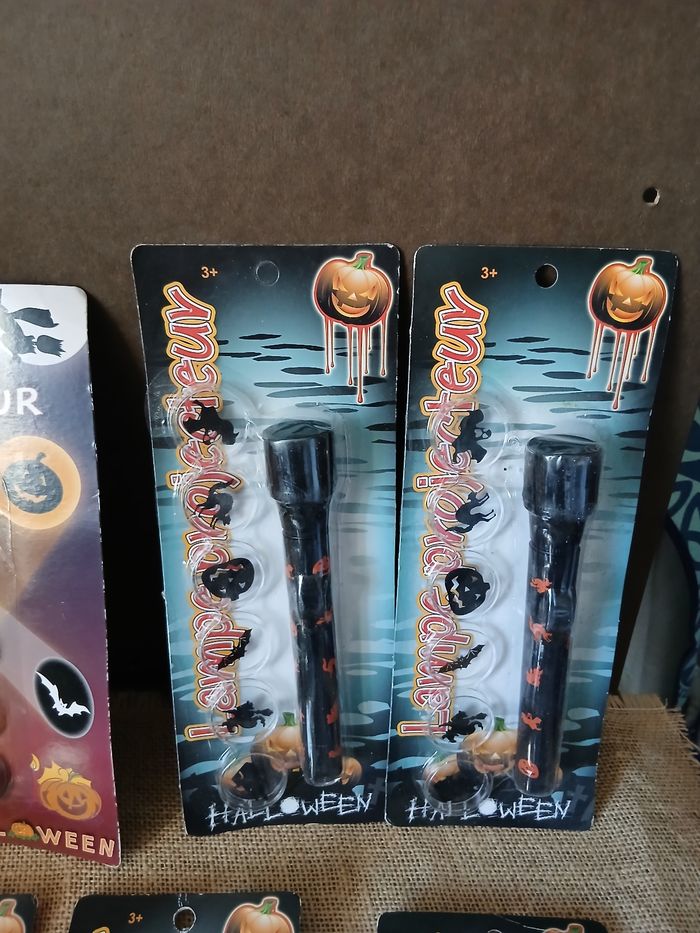 UR
WEEN
3+
Lampe-projecteur
HALLOWEEN
3+
Lampe-projecteur
HALLOWEEN
3+